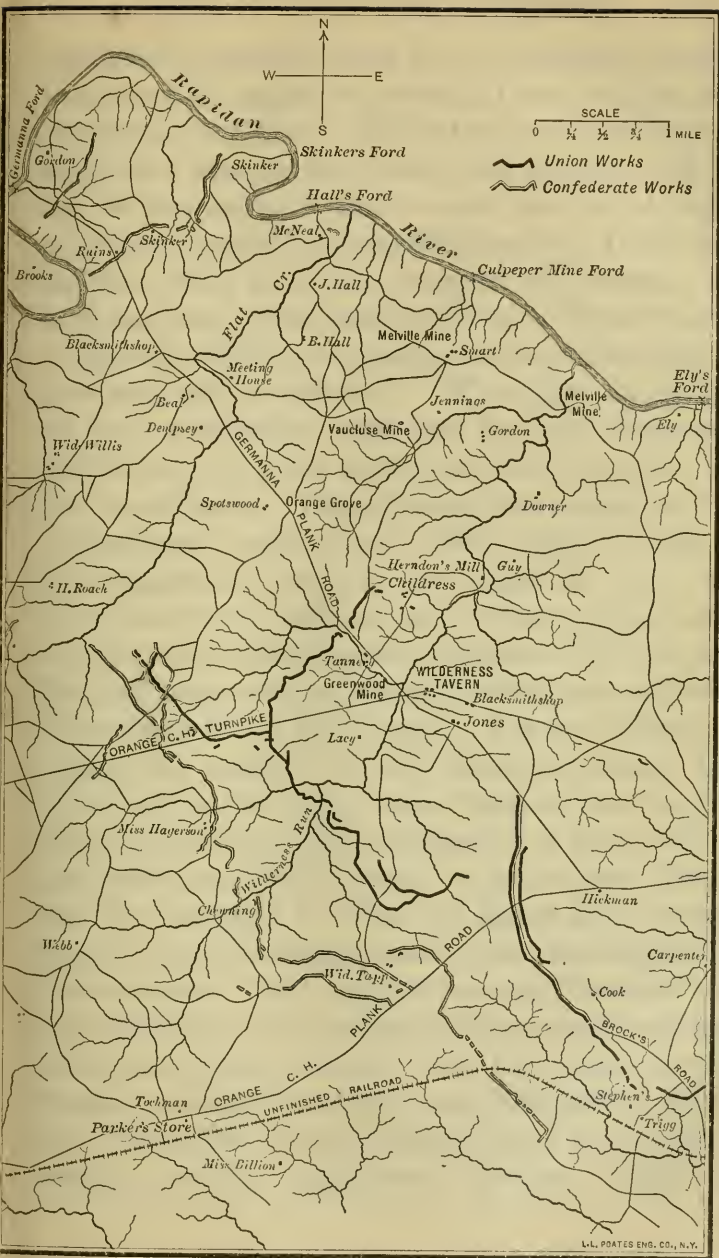 N
W E
S
SCALE
0 ¼ ½ ¾ 1 MILE
Union Works
Confederate Works
Rapidan
River
Germanna Ford
Gordon
Skinker
Skinkers Ford
Hall's Ford
McNeal
Skinker
Ruins
Brooks
Culpeper Mine Ford
J. Hall
Flat Cr.
B. Hall
Melville Mine
Smart
Blacksmithshop
Meeting House
Ely's Ford
Beal
Jennings
Melville Mine
Ely
Dempsey
Vaucluse Mine
Gordon
Wid. Willis
GERMANNA PLANK ROAD
Spotswood
Orange Grove
Downer
Herndon's Mill
Guy
H. Roach
Childress
Tannery
Greenwood Mine
WILDERNESS TAVERN
Blacksmithshop
Jones
ORANGE C. H. TURNPIKE
Lacy
Miss Hagerson
Wilderness Run
Chewning
Hickman
Webb
Carpenter
Wid. Tapp
Cook
ORANGE C. H. PLANK ROAD
BROCK'S ROAD
UNFINISHED RAILROAD
Stephen's
Tochman
Parker's Store
Trigg
Miss Billion
L.L. POATES ENG. CO., N.Y.